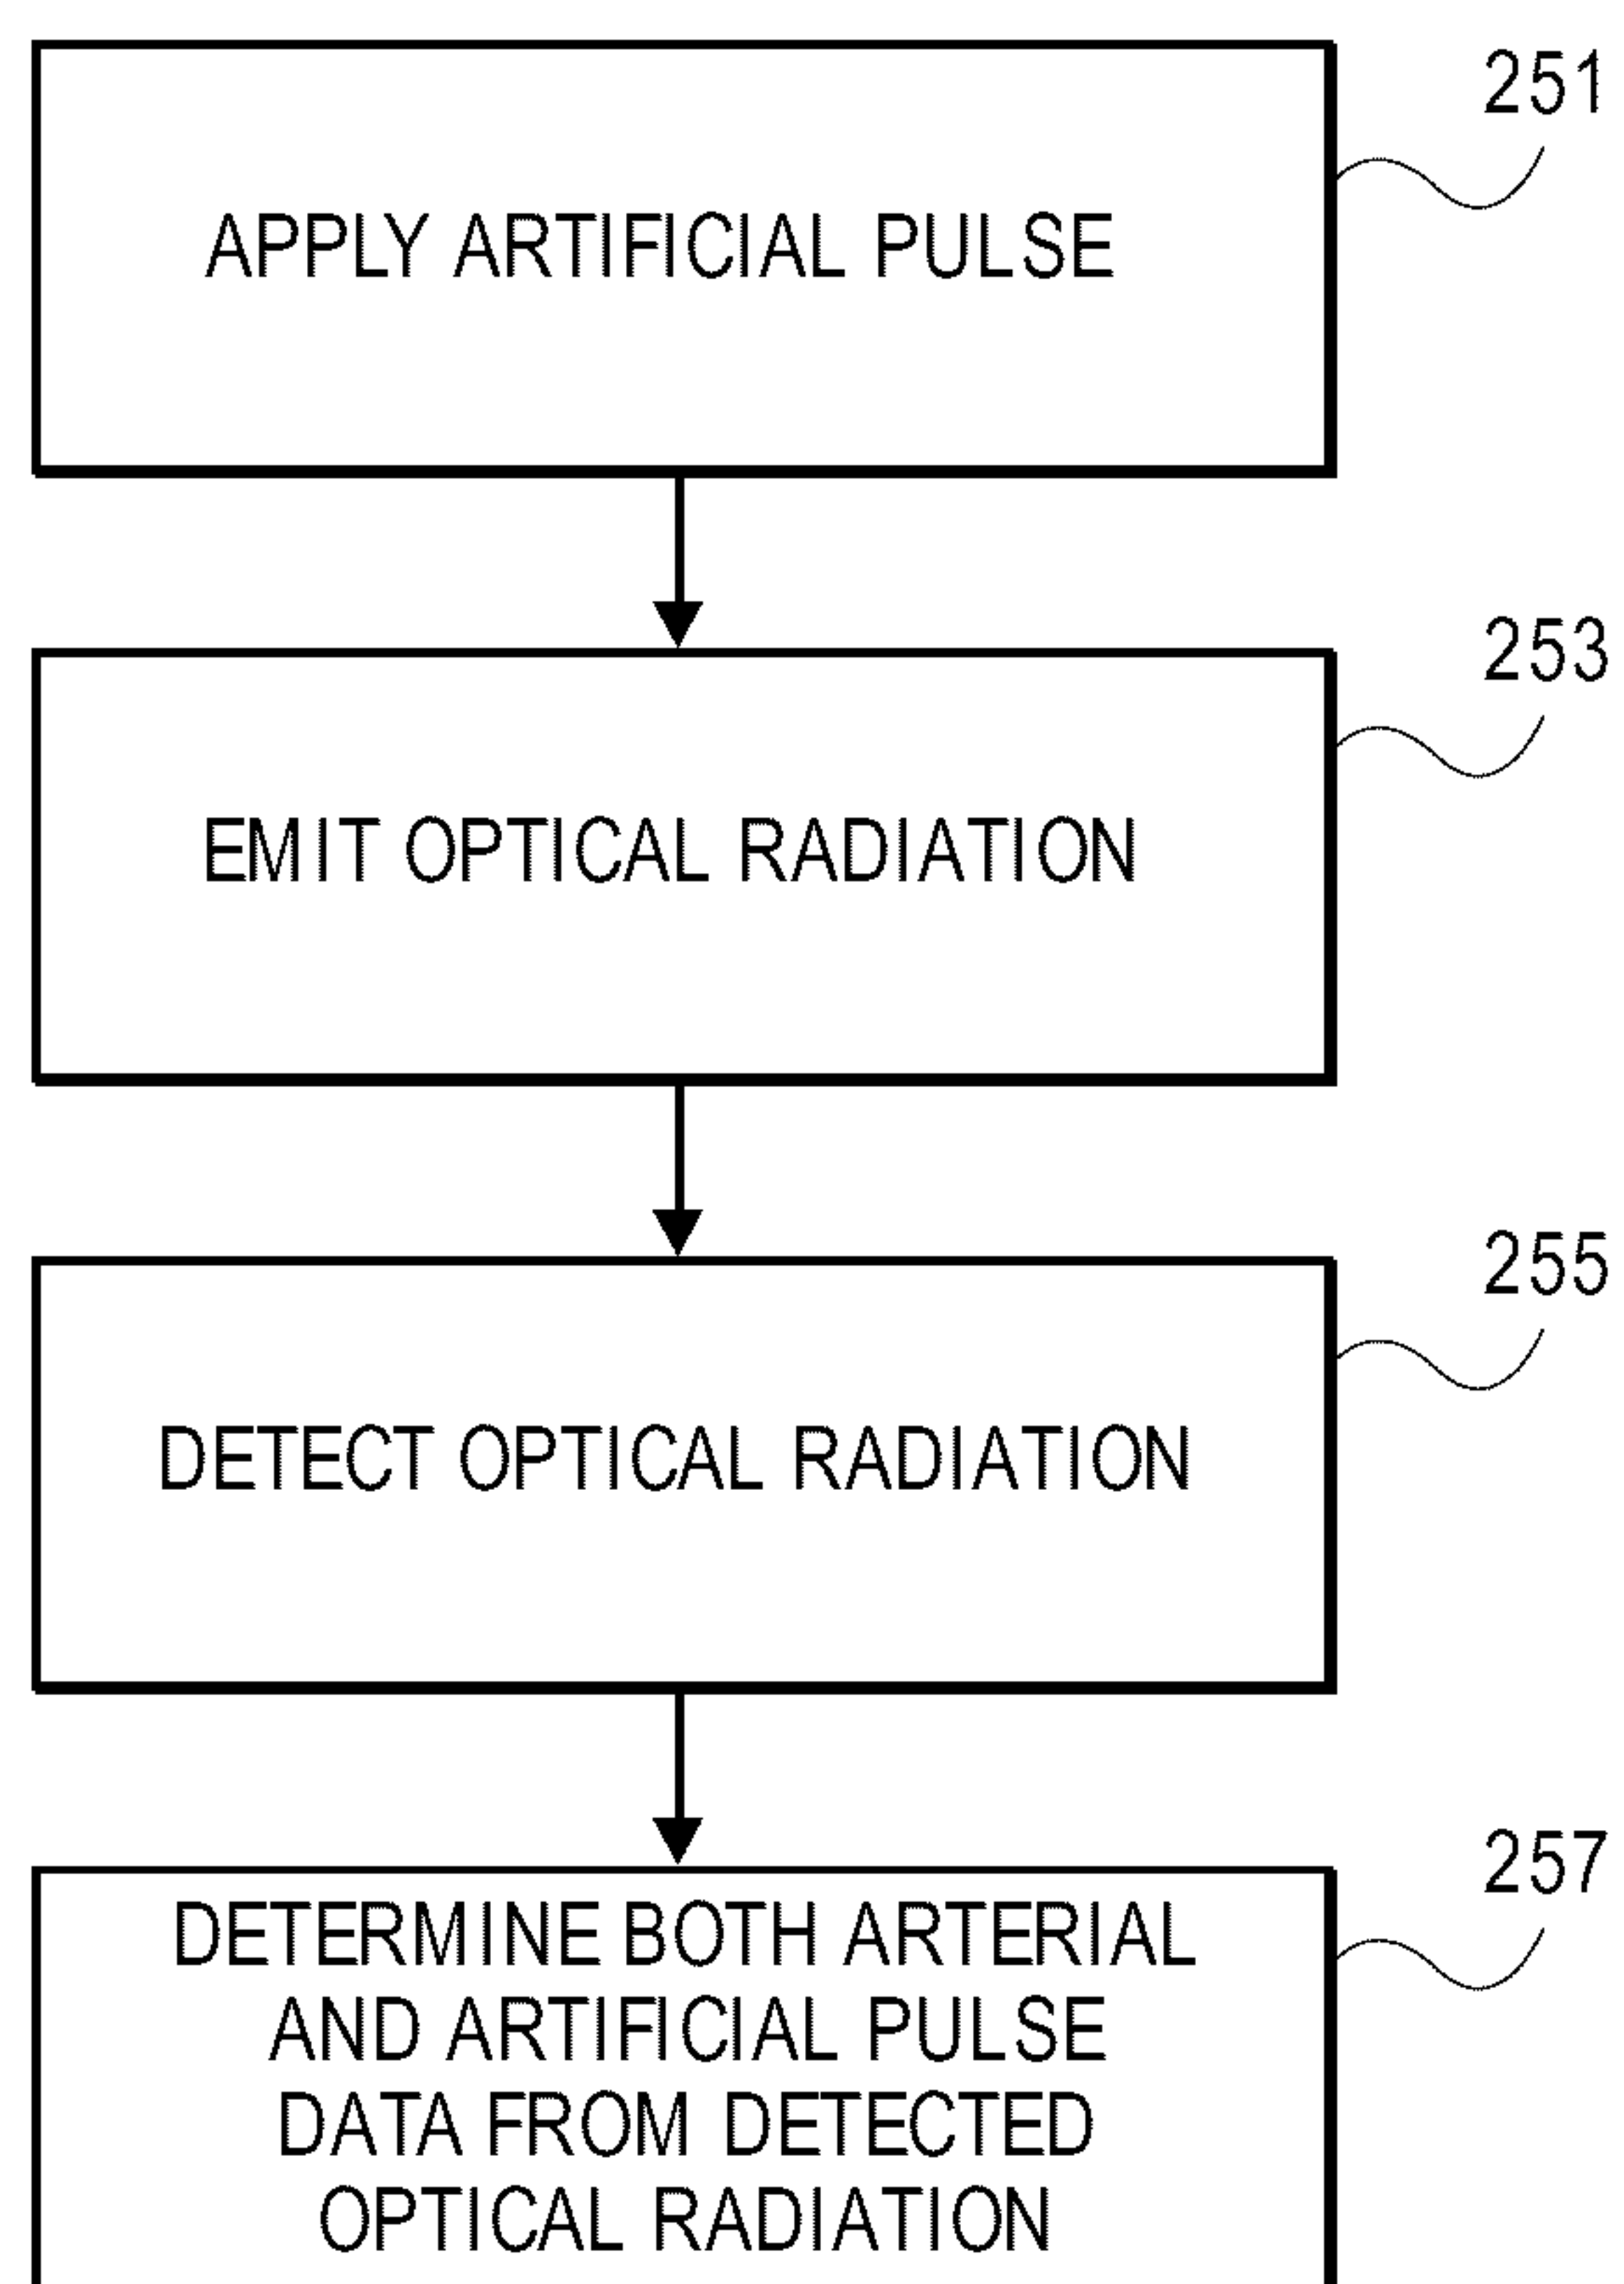 251
APPLY ARTIFICIAL PULSE
253
EMIT OPTICAL RADIATION
255
DETECT OPTICAL RADIATION
257
DETERMINE BOTH ARTERIAL
AND ARTIFICIAL PULSE
DATA FROM DETECTED
OPTICAL RADIATION